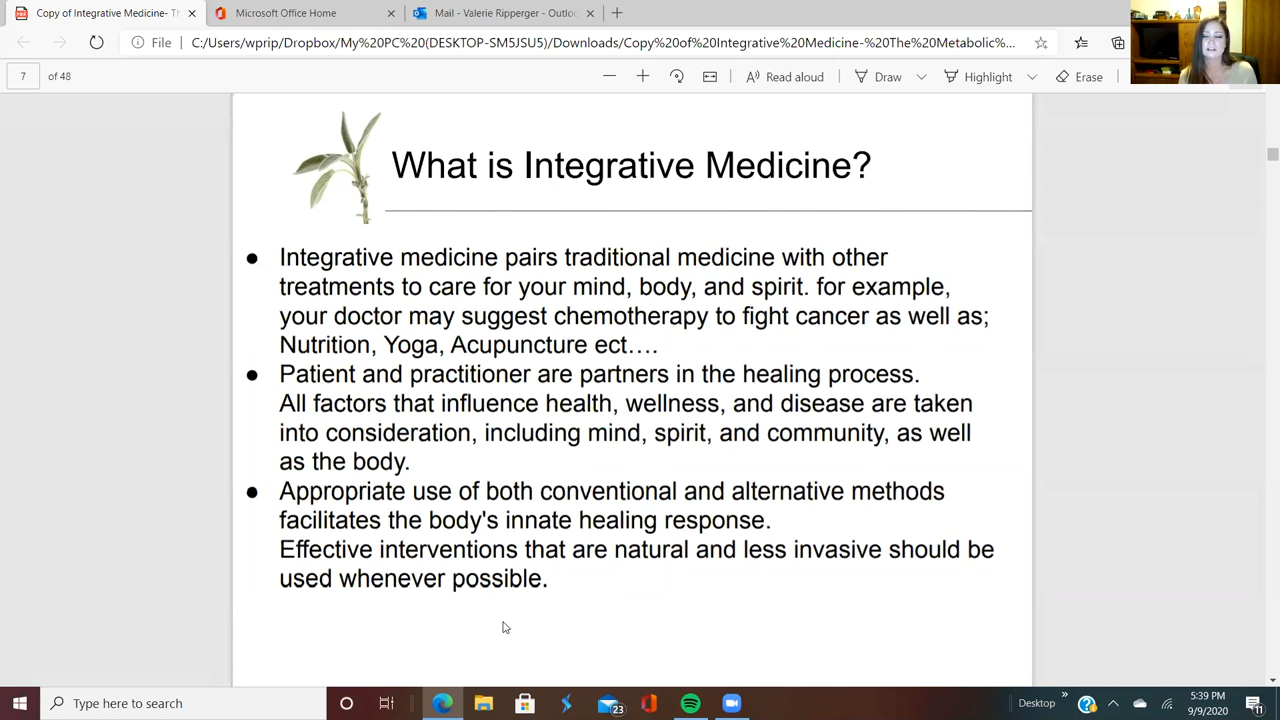 Copy of Integrative Medicine- Th
Microsoft Office Home
Mail - Valerie Ripperger - Outloo
File
C:/Users/wprip/Dropbox/My%20PC%20(DESKTOP-SM5JSU5)/Downloads/Copy%20of%20Integrative%20Medicine-%20The%20Metabolic%...
7 of 48
Read aloud
Draw
Highlight
Erase
What is Integrative Medicine?
● Integrative medicine pairs traditional medicine with other
treatments to care for your mind, body, and spirit. for example,
your doctor may suggest chemotherapy to fight cancer as well as;
Nutrition, Yoga, Acupuncture ect….
● Patient and practitioner are partners in the healing process.
All factors that influence health, wellness, and disease are taken
into consideration, including mind, spirit, and community, as well
as the body.
● Appropriate use of both conventional and alternative methods
facilitates the body's innate healing response.
Effective interventions that are natural and less invasive should be
used whenever possible.
Type here to search
23
Desktop
5:39 PM
9/9/2020
11